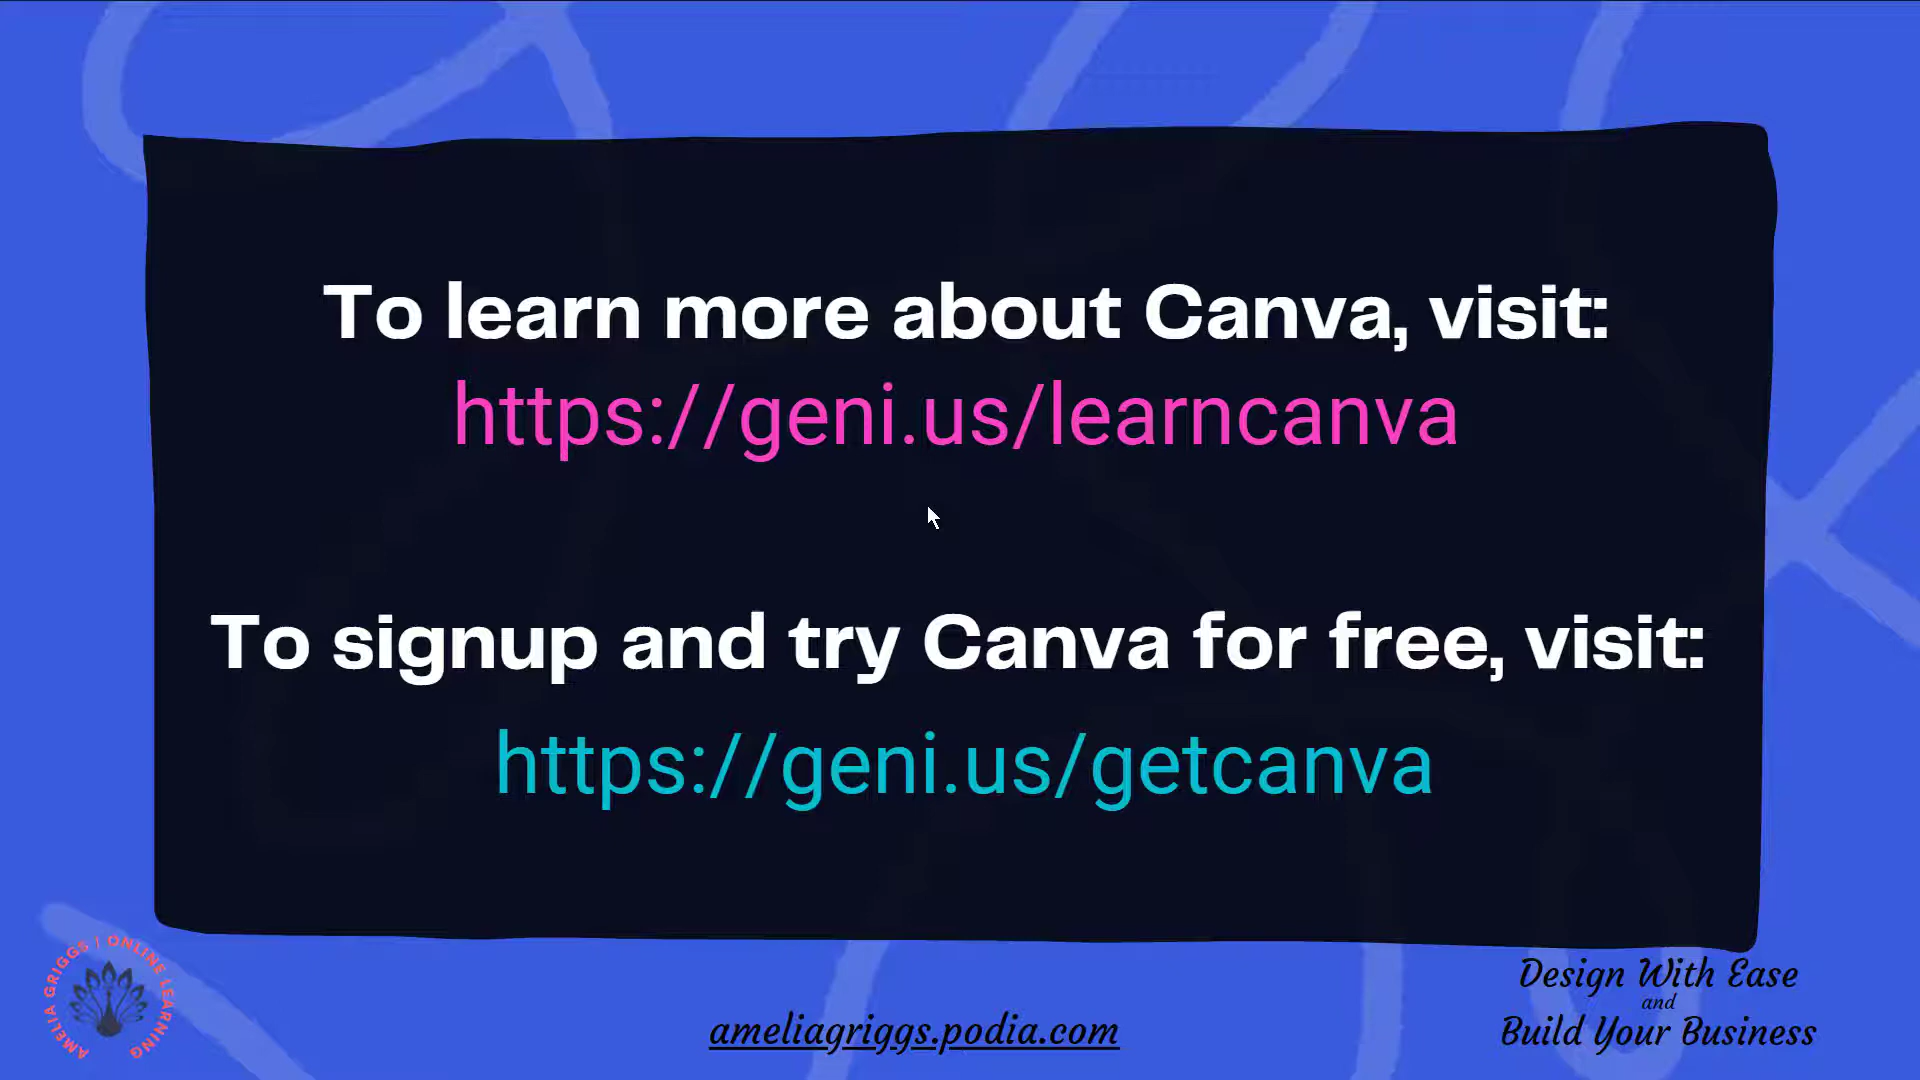 To learn more about Canva, visit:
https://geni.us/learncanva
To signup and try Canva for free, visit:
https://geni.us/getcanva
AMELIA GRIGGS | ONLINE LEARNING
ameliagriggs.podia.com
Design With Ease
and
Build Your Business